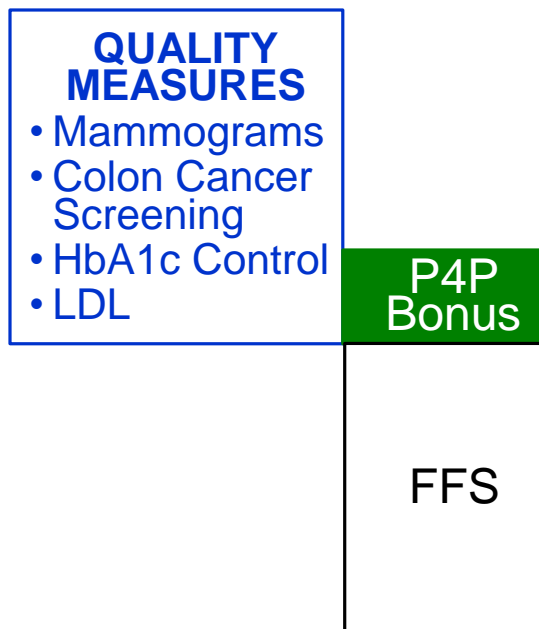 QUALITY
MEASURES
• Mammograms
• Colon Cancer
Screening
• HbA1c Control
• LDL
P4P
Bonus
FFS